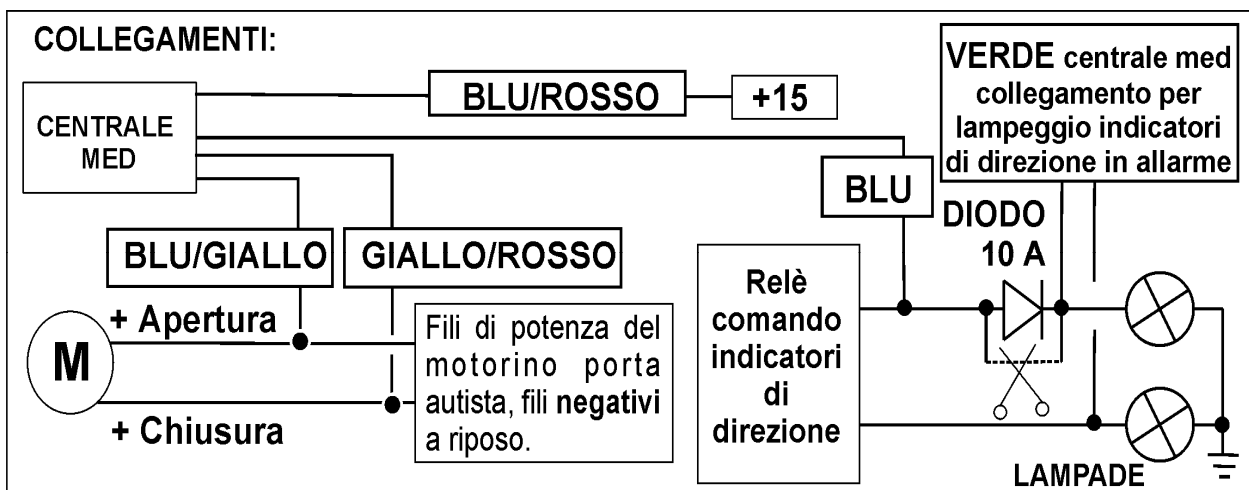 COLLEGAMENTI:
CENTRALE
MED
BLU/ROSSO
+15
VERDE centrale med
collegamento per
lampeggio indicatori
di direzione in allarme
BLU
DIODO
10 A
BLU/GIALLO
GIALLO/ROSSO
+ Apertura
M
+ Chiusura
Fili di potenza del
motorino porta
autista, fili negativi
a riposo.
Relè
comando
indicatori
di
direzione
LAMPADE